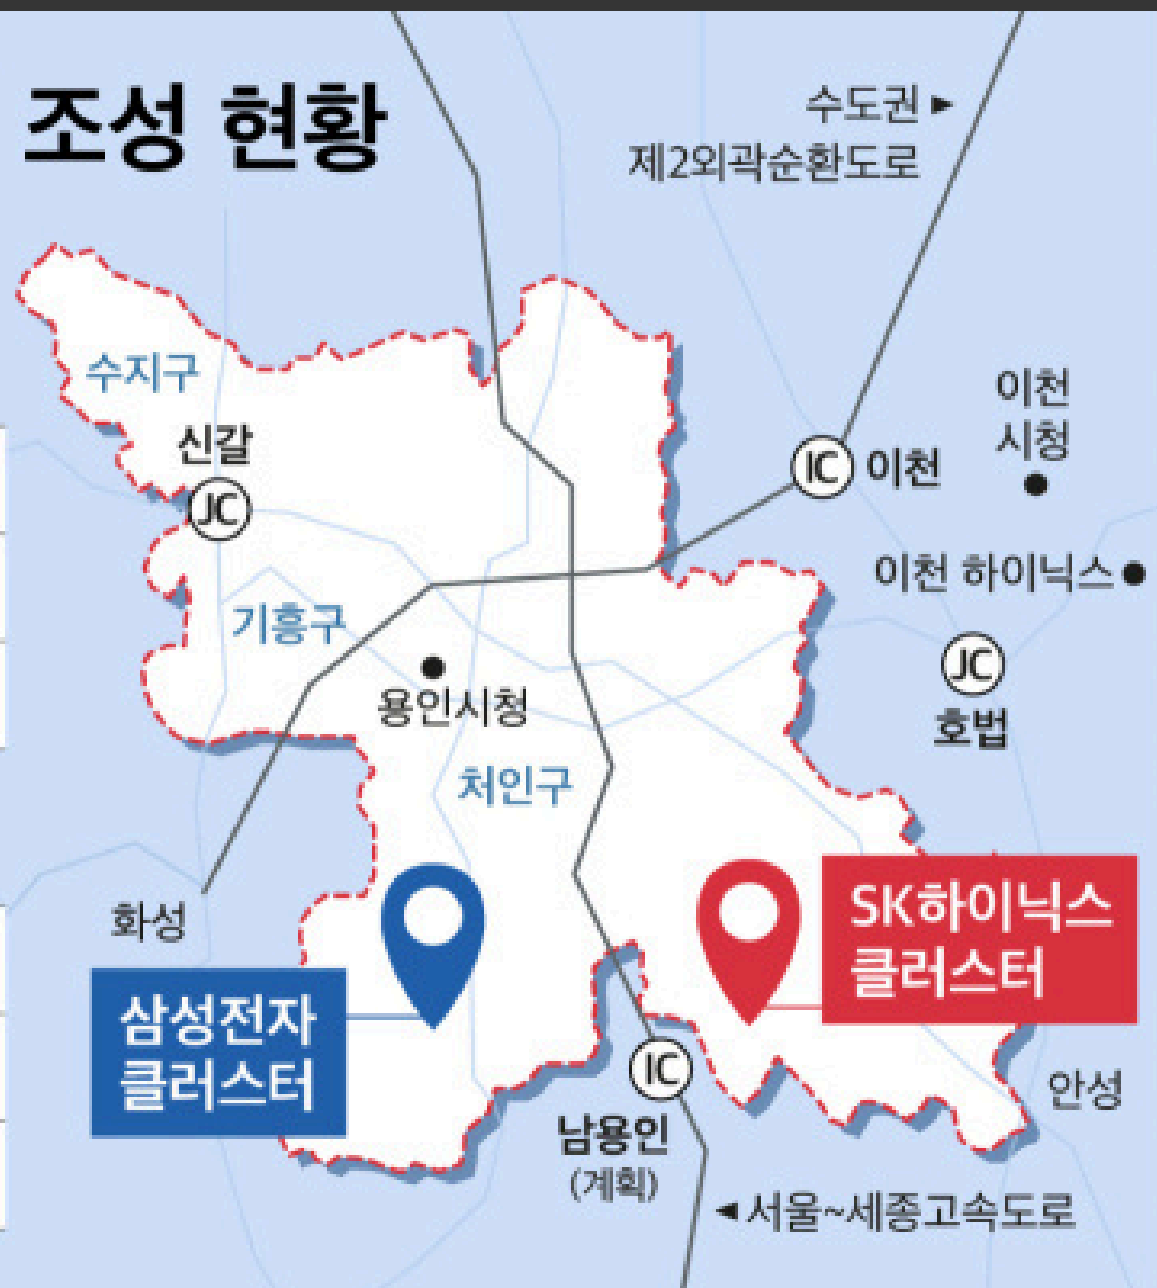 조성 현황
수도권 ▶
제2외곽순환도로
수지구
신갈
JC
이천
시청
IC 이천
이천 하이닉스
기흥구
용인시청
JC
호법
처인구
화성
SK하이닉스
클러스터
삼성전자
클러스터
IC
남용인
(계획)
안성
◀서울~세종고속도로